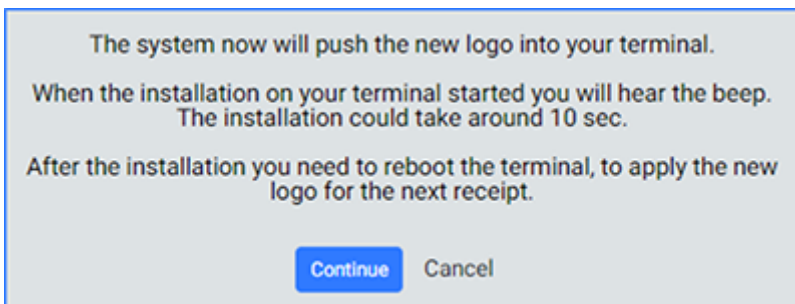 The system now will push the new logo into your terminal.
When the installation on your terminal started you will hear the beep.
The installation could take around 10 sec.
After the installation you need to reboot the terminal, to apply the new
logo for the next receipt.
Continue
Cancel